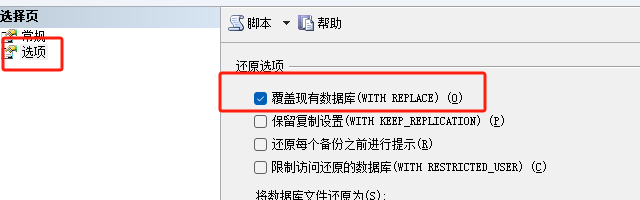 选择页
常规
选项
脚本 帮助
还原选项
覆盖现有数据库(WITH REPLACE) (O)
保留复制设置(WITH KEEP_REPLICATION) (P)
还原每个备份之前进行提示(R)
限制访问还原的数据库(WITH RESTRICTED_USER) (C)
将数据库文件还原为(S):